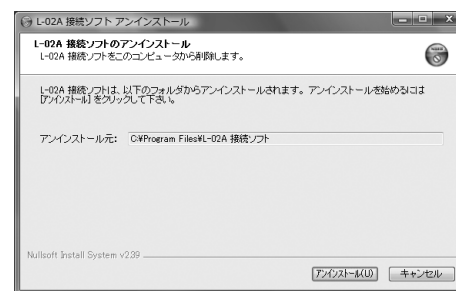 L-02A 接続ソフト アンインストール
L-02A 接続ソフトのアンインストール
L-02A 接続ソフトをこのコンピュータから削除します。
L-02A 接続ソフトは、以下のフォルダからアンインストールされます。アンインストールを始めるには
[アンインストール] をクリックして下さい。
アンインストール元: C:¥Program Files¥L-02A 接続ソフト
Nullsoft Install System v2.39
アンインストール(U) キャンセル